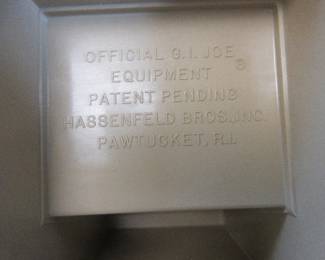 OFFICIAL G.I. JOE
EQUIPMENT ®
PATENT PENDING
HASSENFELD BROS., INC.
PAWTUCKET, R.I.